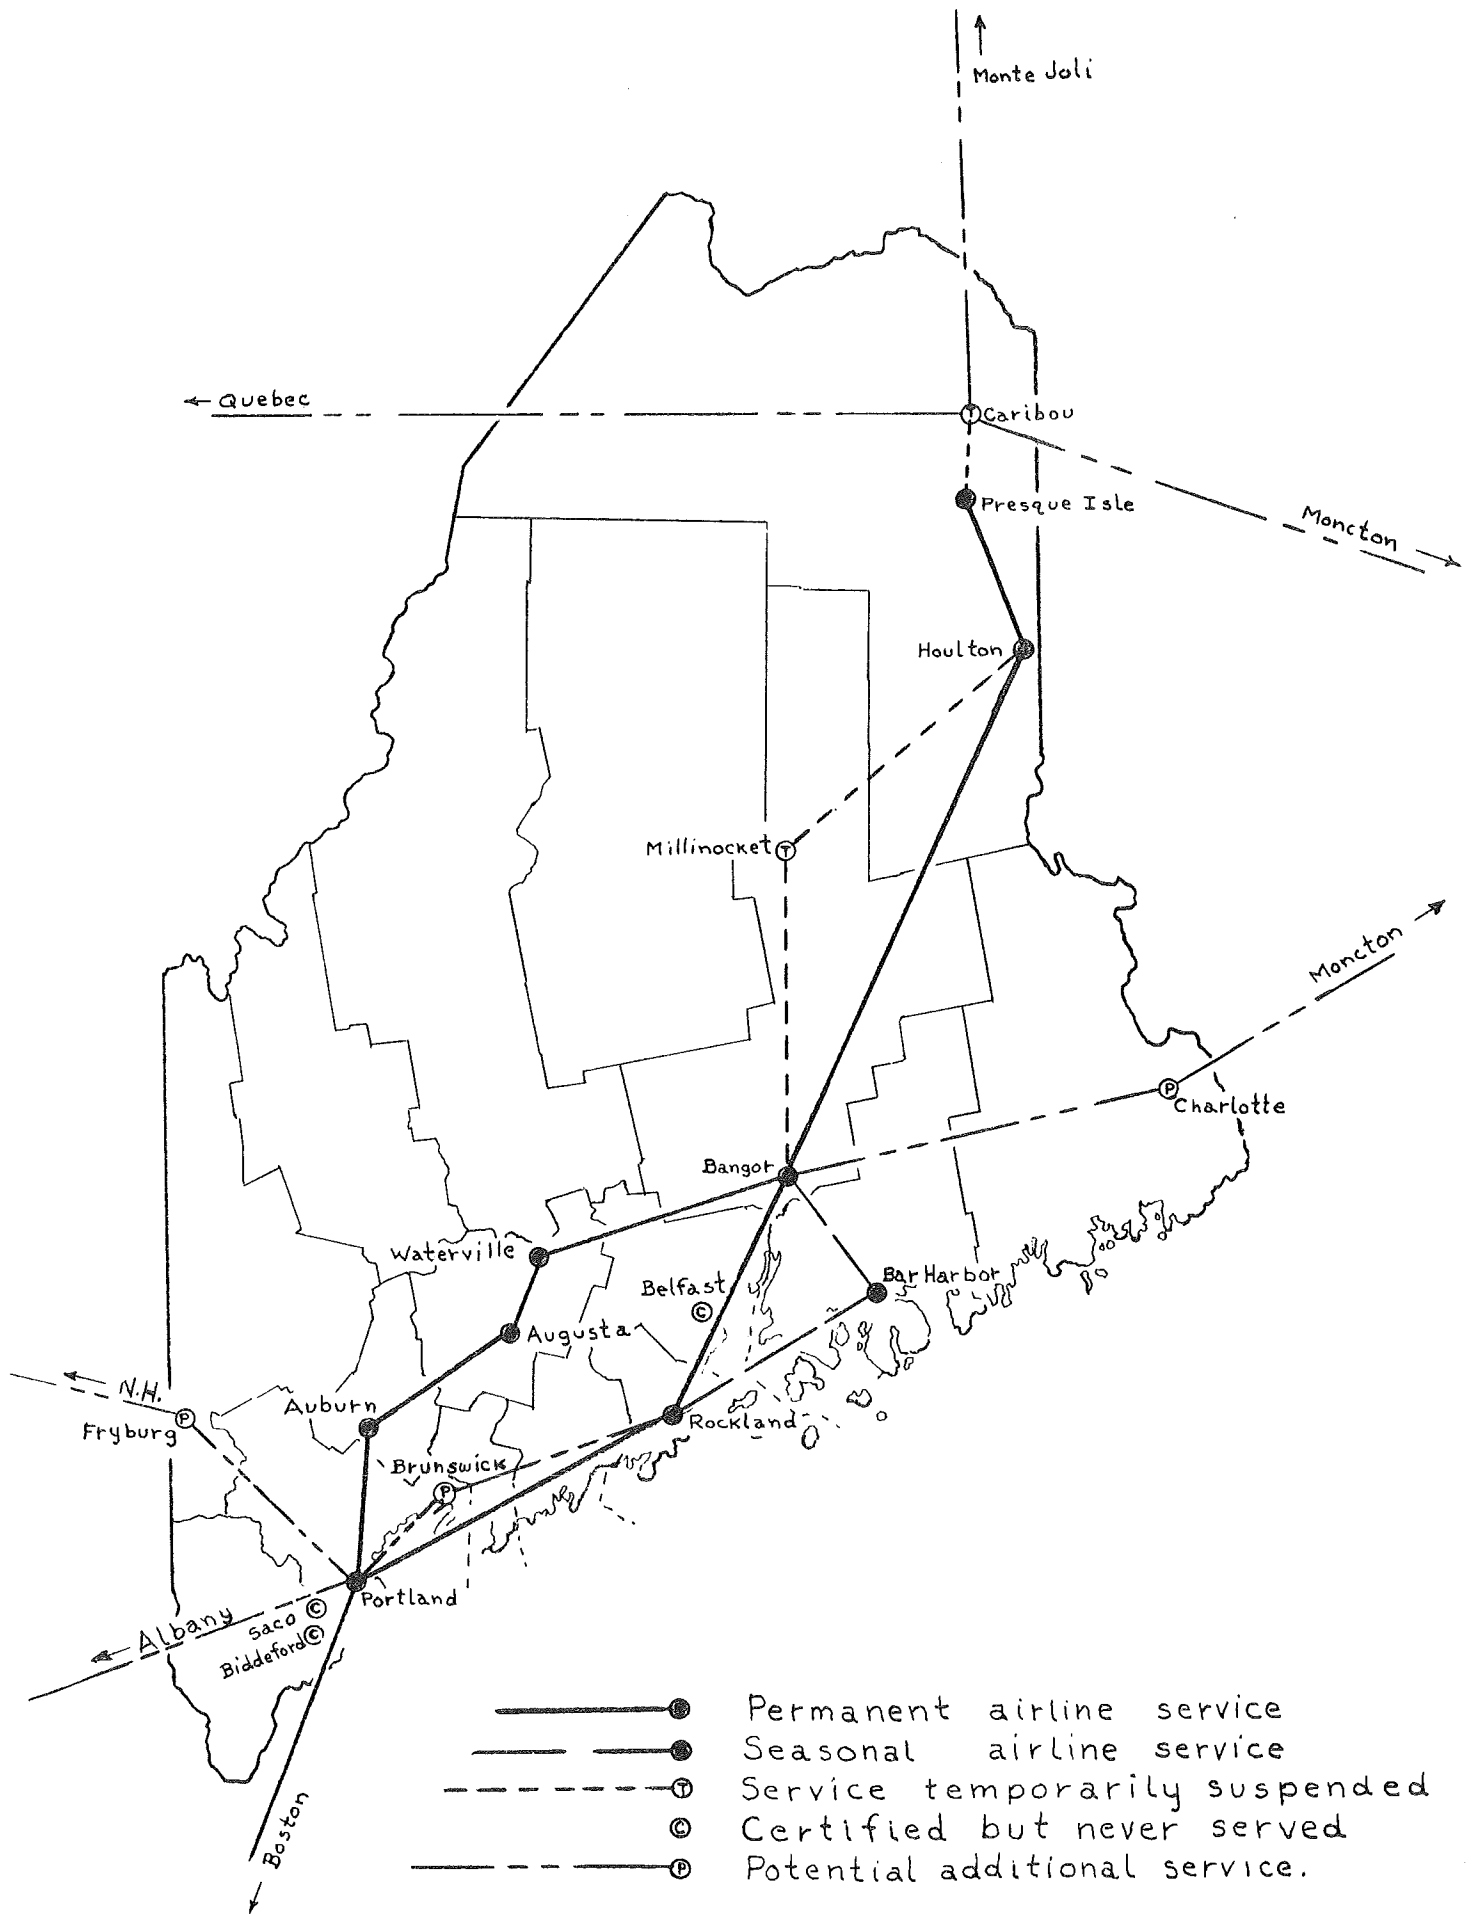 Monte Joli
Quebec
T Caribou
Presque Isle
Moncton
Houlton
Millinocket T
Moncton
P
Charlotte
Bangor
Waterville
Bar Harbor
Belfast
C
Augusta
N.H.
P
Fryburg
Auburn
Rockland
Brunswick
P
Portland
Albany
Saco C
Biddeford C
Boston
Permanent airline service
Seasonal airline service
T Service temporarily suspended
C Certified but never served
P Potential additional service.